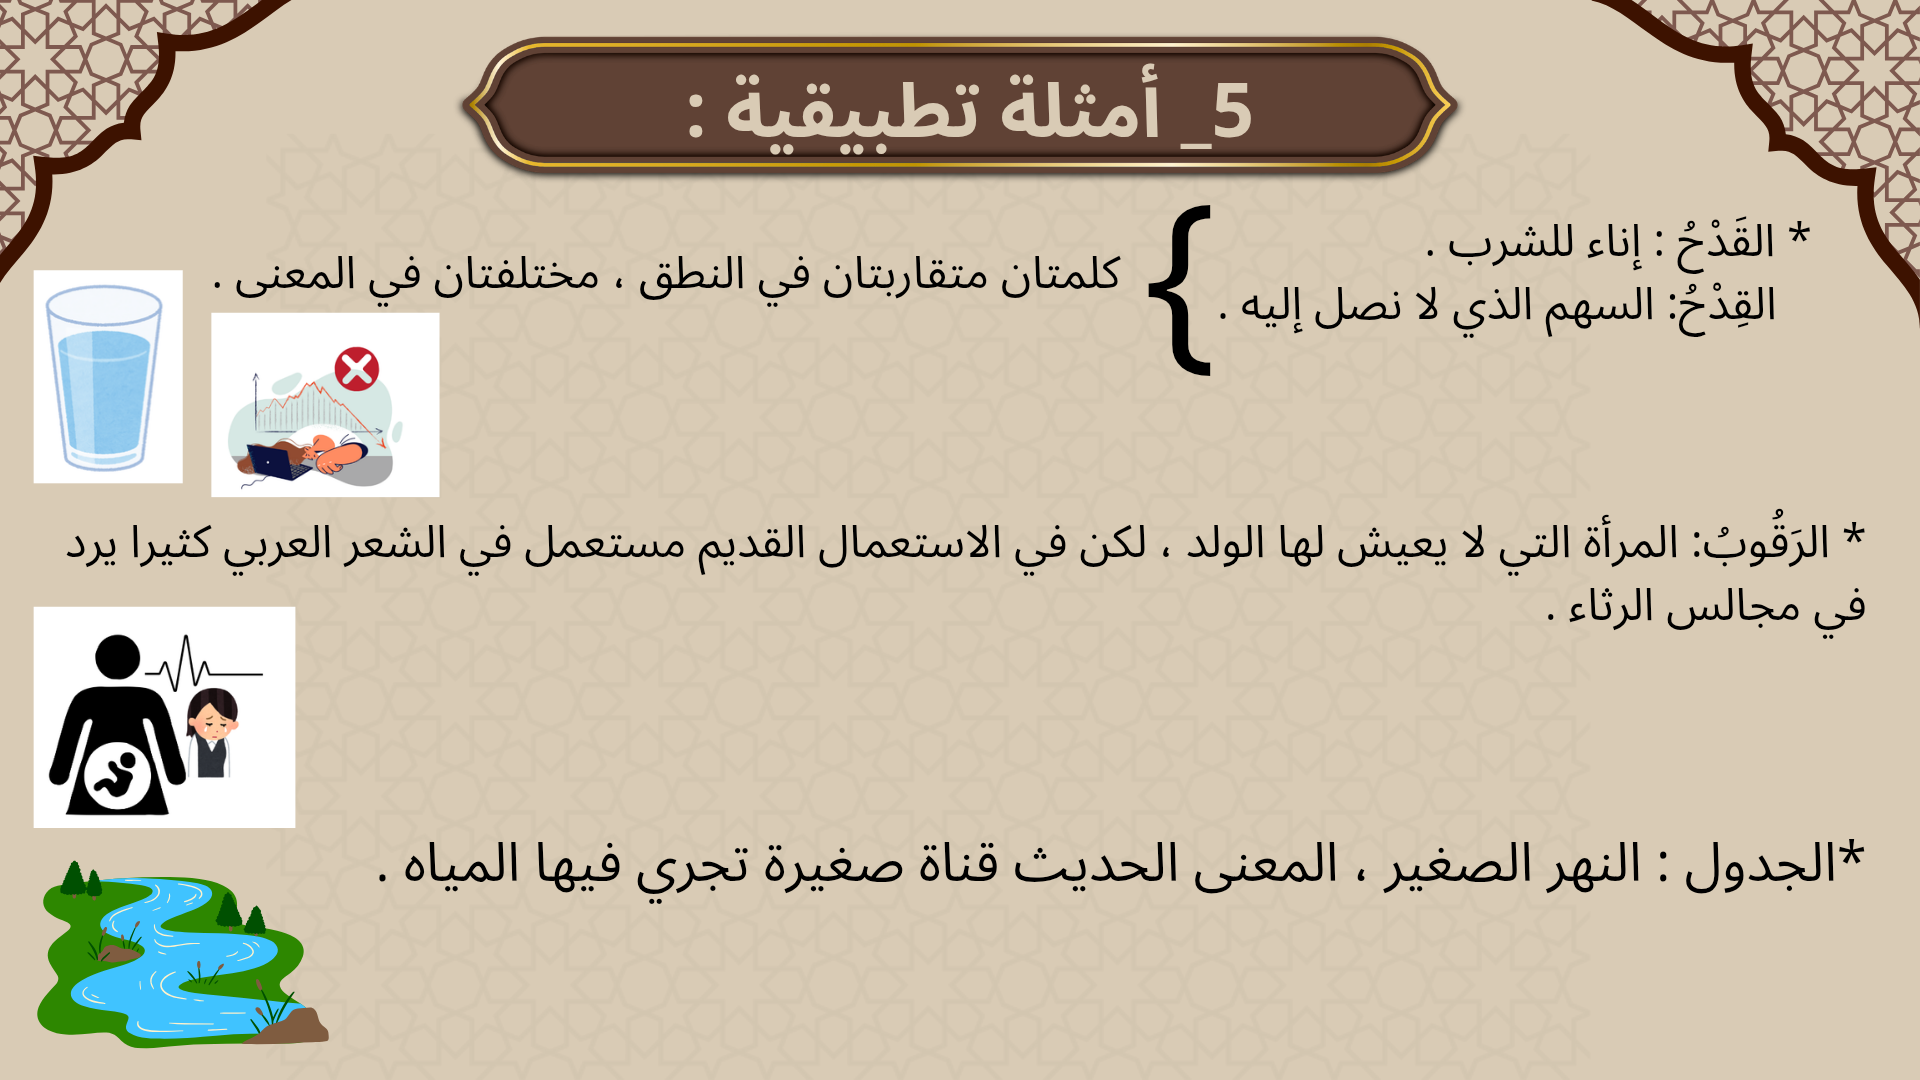 5_ أمثلة تطبيقية :
* القَدْحُ : إناء للشرب .
القِدْحُ: السهم الذي لا نصل إليه .
{
كلمتان متقاربتان في النطق ، مختلفتان في المعنى .
* الرَقُوبُ: المرأة التي لا يعيش لها الولد ، لكن في الاستعمال القديم مستعمل في الشعر العربي كثيرا يرد
في مجالس الرثاء .
*الجدول : النهر الصغير ، المعنى الحديث قناة صغيرة تجري فيها المياه .